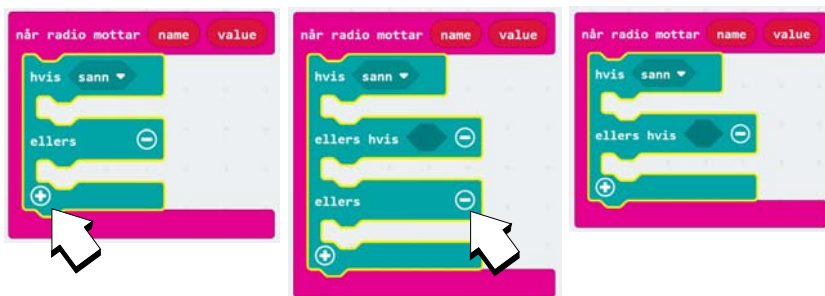 når radio mottar name value
hvis sann
ellers
når radio mottar name value
hvis sann
ellers hvis
ellers
når radio mottar name value
hvis sann
ellers hvis